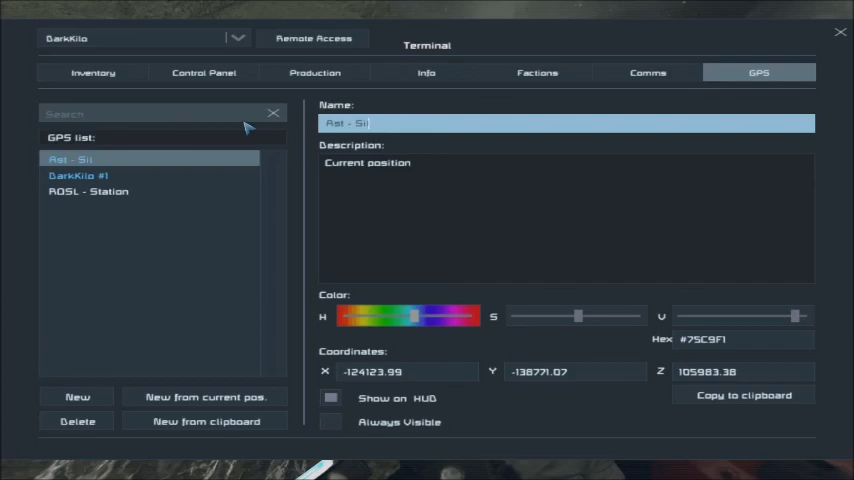 DarkKilo
Remote Access
Terminal
Inventory
Control Panel
Production
Info
Factions
Comms
GPS
Search
GPS list:
Ast - Sil
DarkKilo #1
ROSL - Station
New
New from current pos.
Delete
New from clipboard
Name:
Ast - Sil
Description:
Current position
Color:
H
S
V
Hex #75C9F1
Coordinates:
X -124123.99
Y -138771.07
Z 105983.38
Show on HUD
Copy to clipboard
Always Visible